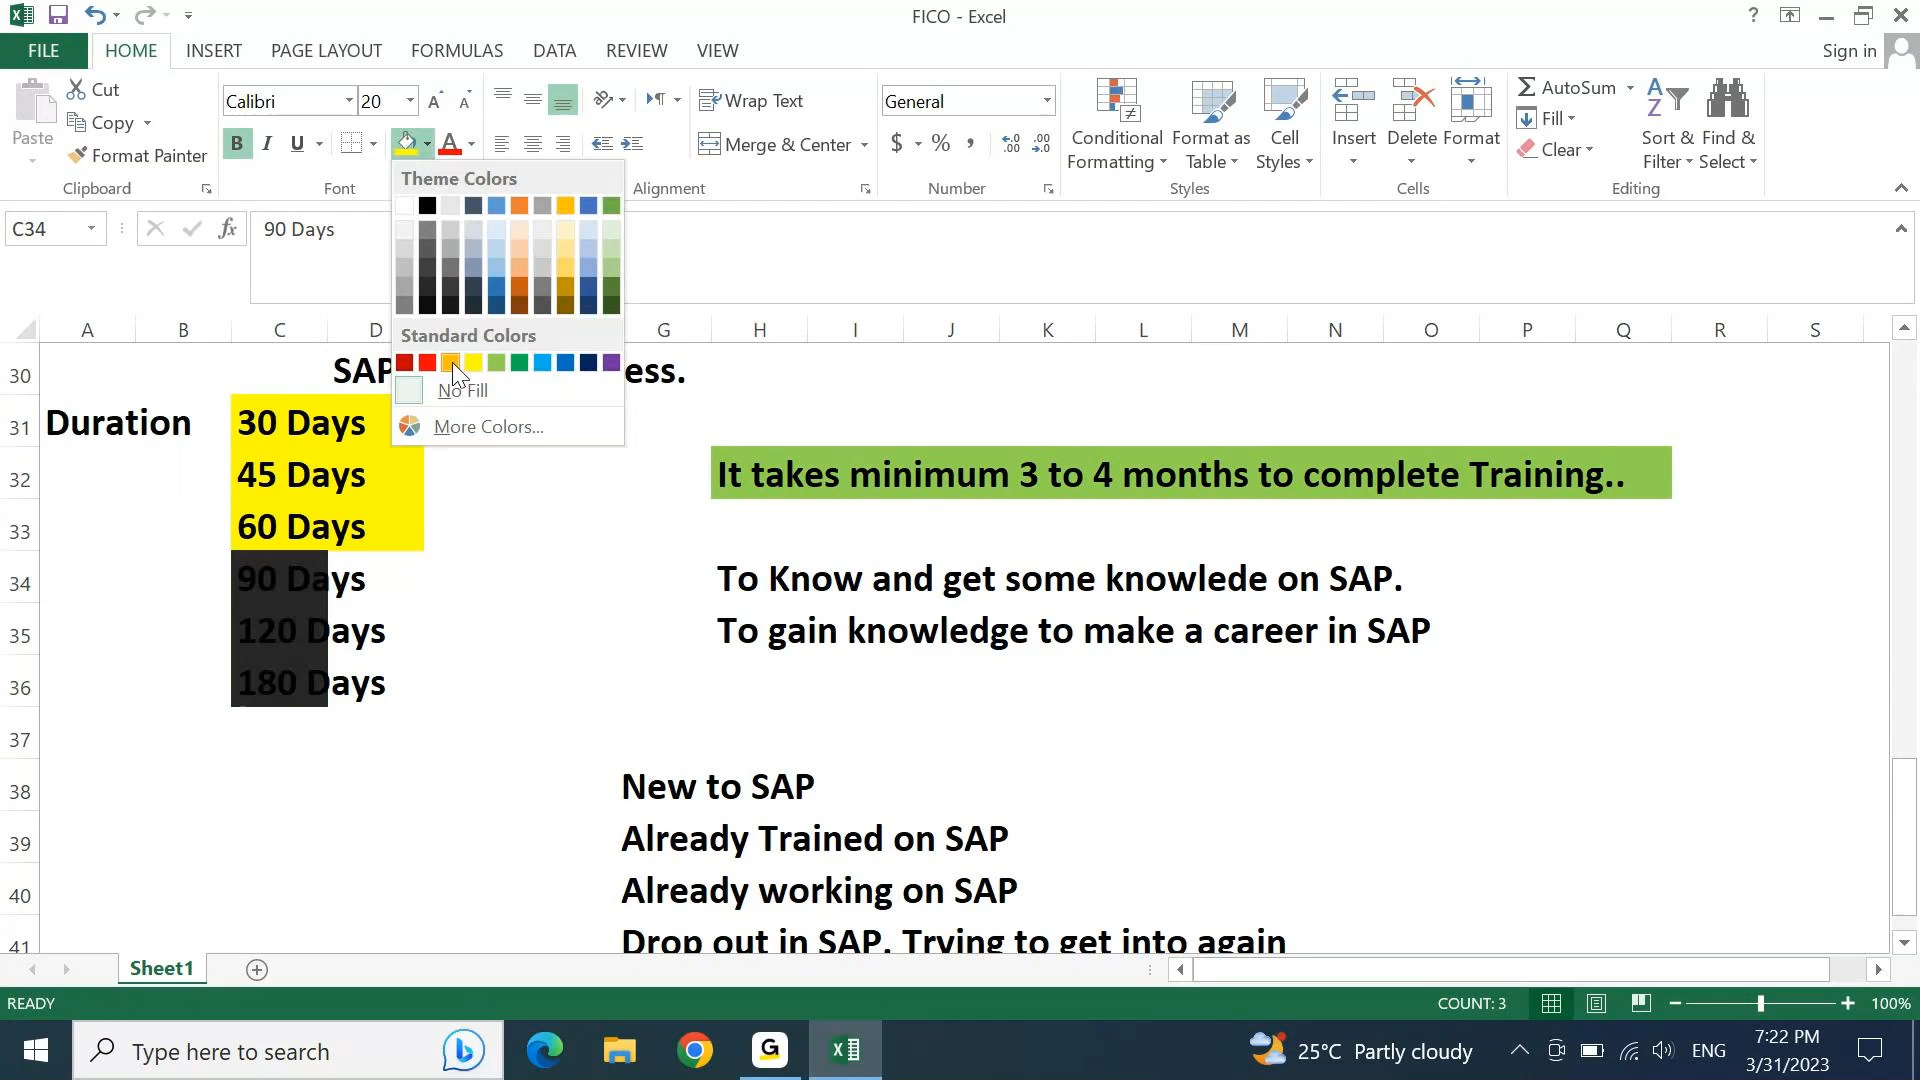 FICO - Excel
?
FILE HOME INSERT PAGE LAYOUT FORMULAS DATA REVIEW VIEW
Sign in
Paste
Cut
Copy
Format Painter
Clipboard
Calibri 20
B I U
Font
Wrap Text
Merge & Center
Alignment
General
$ % ,
Number
Conditional Formatting
Format as Table
Cell Styles
Styles
Insert
Delete
Format
Cells
AutoSum
Fill
Clear
Sort & Filter
Find & Select
Editing
Theme Colors
Standard Colors
No Fill
More Colors...
C34
fx
90 Days
A B C D G H I J K L M N O P Q R S
30 SAP ess.
31 Duration 30 Days
32 45 Days It takes minimum 3 to 4 months to complete Training..
33 60 Days
34 90 Days To Know and get some knowlede on SAP.
35 120 Days To gain knowledge to make a career in SAP
36 180 Days
37
38 New to SAP
39 Already Trained on SAP
40 Already working on SAP
41 Drop out in SAP. Trying to get into again
Sheet1
READY
COUNT: 3
100%
Type here to search
25°C Partly cloudy
ENG
7:22 PM
3/31/2023